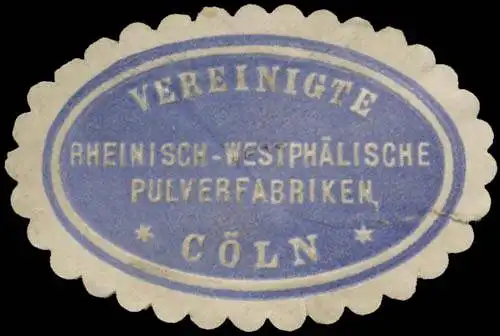 VEREINIGTE
RHEINISCH-WESTPHÄLISCHE
PULVERFABRIKEN,
* CÖLN *